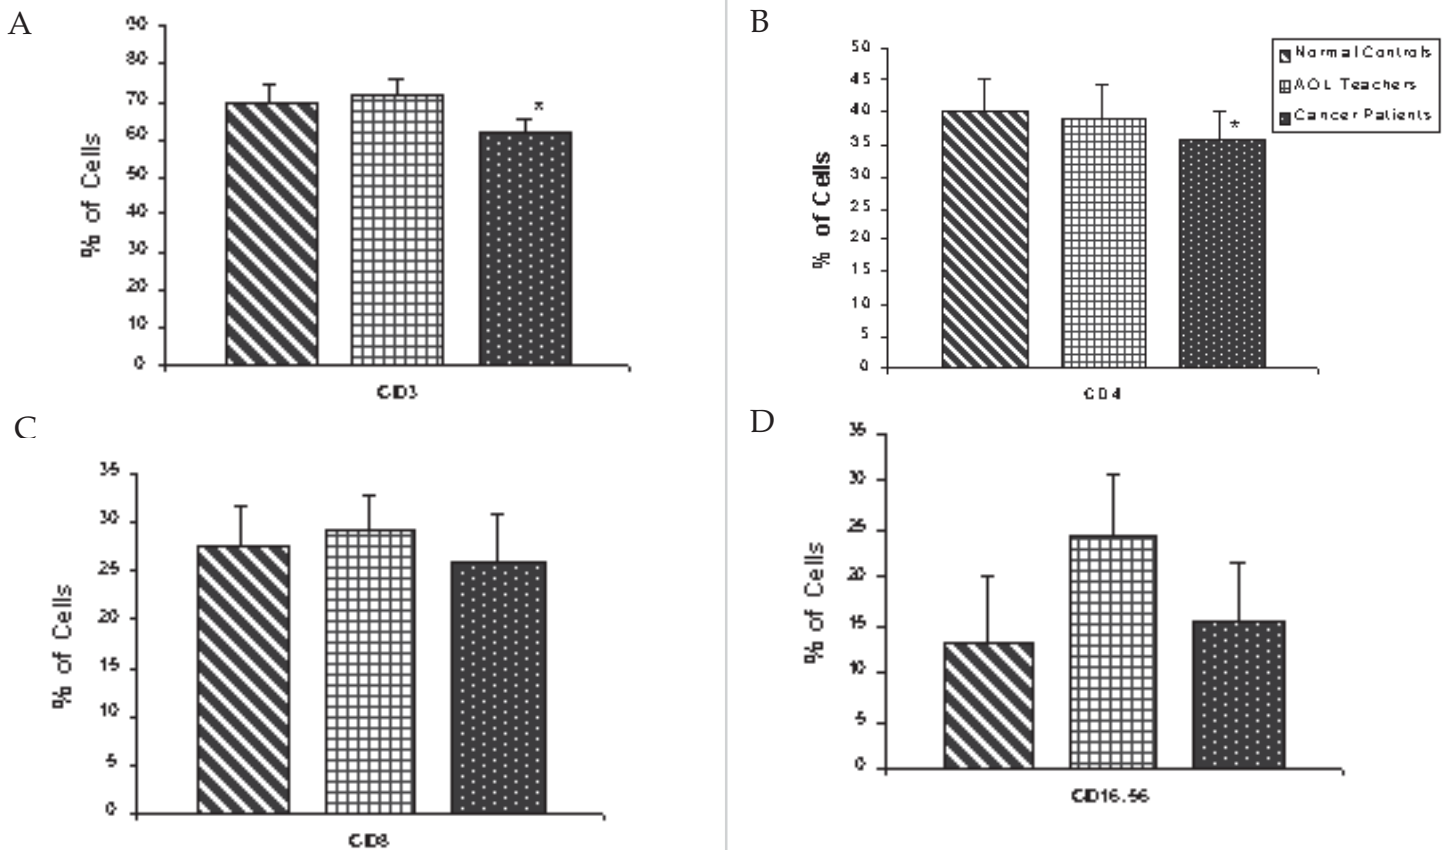 A
90
80
70
60
50
40
30
20
10
0
% of Cells
*
CD3
B
50
45
40
35
30
25
20
15
10
5
0
% of Cells
*
CD4
Normal Controls
AOL Teachers
Cancer Patients
C
35
30
25
20
15
10
5
0
% of Cells
CD8
D
35
30
25
20
15
10
5
0
% of Cells
CD16.56